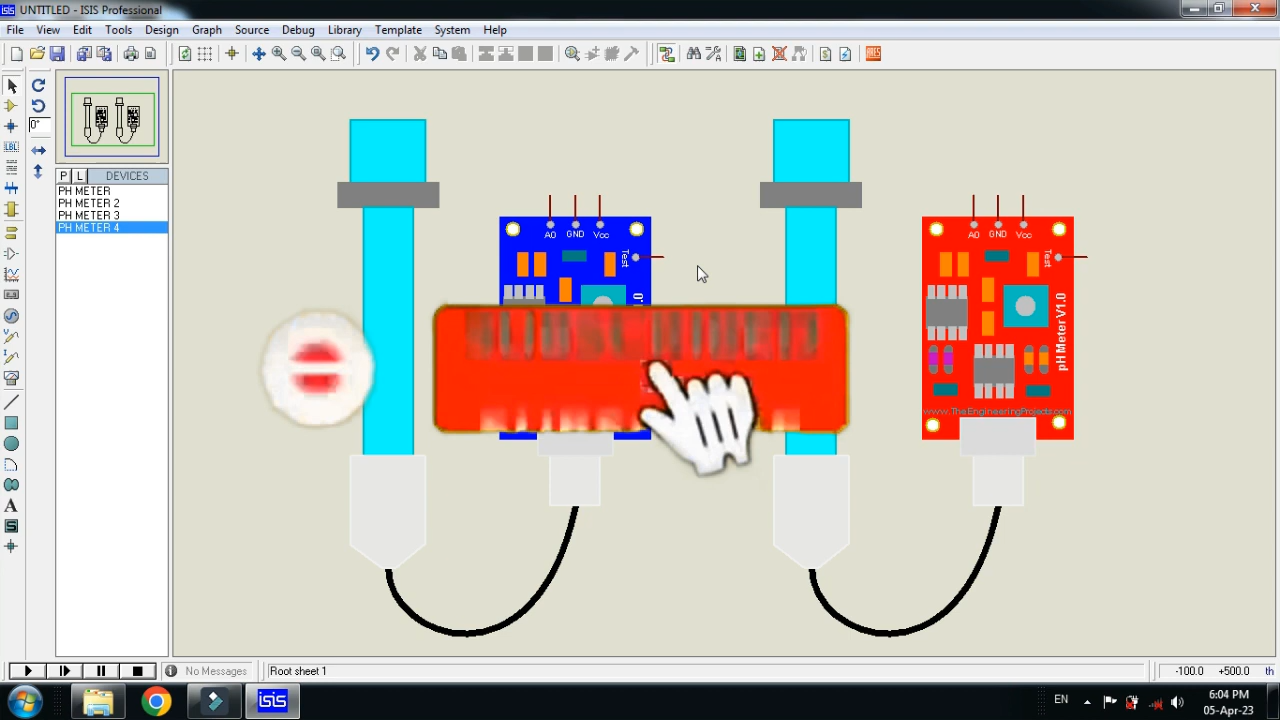 UNTITLED - ISIS Professional
File View Edit Tools Design Graph Source Debug Library Template System Help
0°
LBL
P L DEVICES
PH METER
PH METER 2
PH METER 3
PH METER 4
A0 GND Vcc
Test
A0 GND Vcc
Test
pH Meter V1.0
www.TheEngineeringProjects.com
No Messages
Root sheet 1
-100.0 +500.0 th
isis
EN
6:04 PM
05-Apr-23